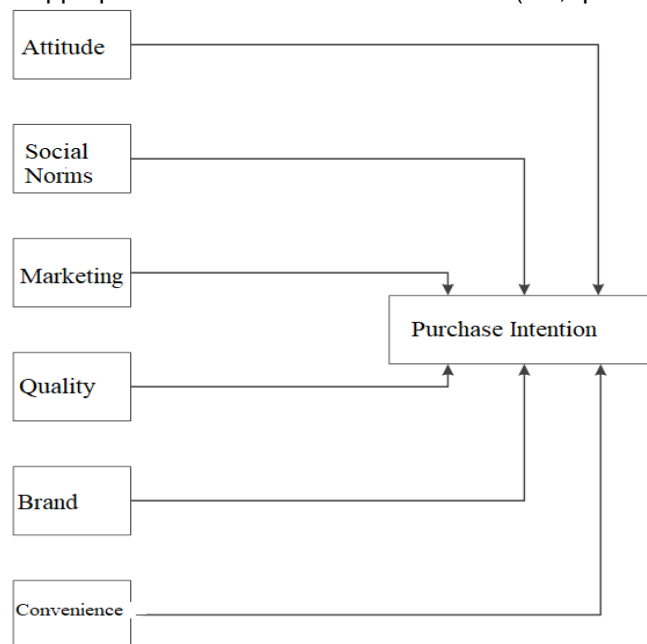 Attitude
Social
Norms
Marketing
Purchase Intention
Quality
Brand
Convenience